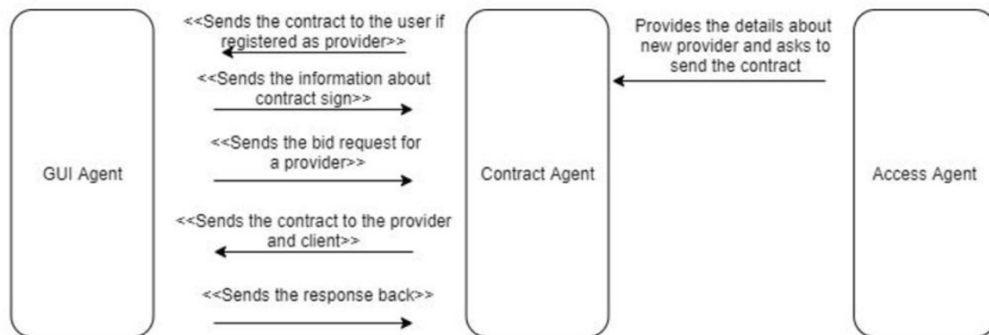 <<Sends the contract to the user if
registered as provider>>
Provides the details about
new provider and asks to
send the contract
<<Sends the information about
contract sign>>
<<Sends the bid request for
a provider>>
GUI Agent
Contract Agent
Access Agent
<<Sends the contract to the provider
and client>>
<<Sends the response back>>